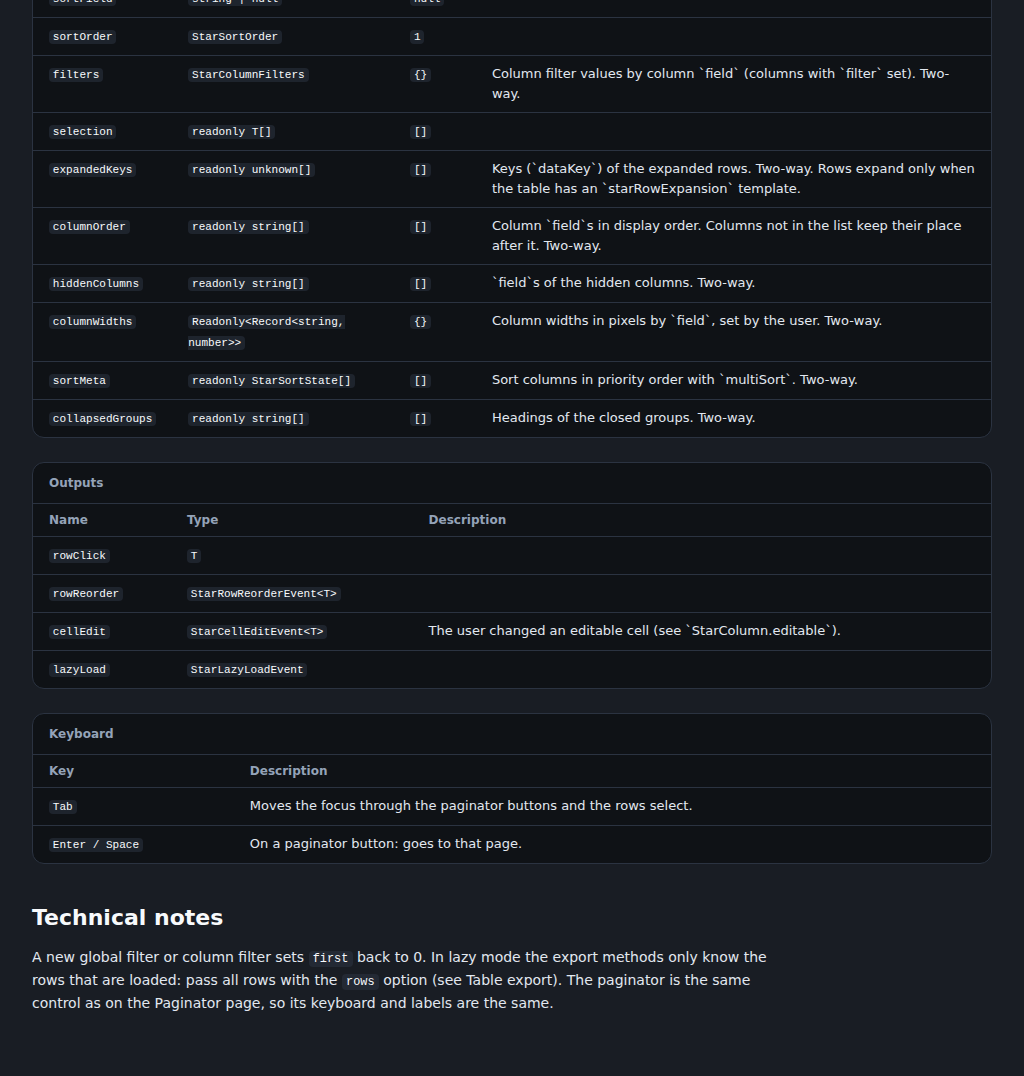 sortField string | null null
sortOrder StarSortOrder 1
filters StarColumnFilters {} Column filter values by column `field` (columns with `filter` set). Two-
way.
selection readonly T[] []
expandedKeys readonly unknown[] [] Keys (`dataKey`) of the expanded rows. Two-way. Rows expand only when
the table has an `starRowExpansion` template.
columnOrder readonly string[] [] Column `field`s in display order. Columns not in the list keep their place
after it. Two-way.
hiddenColumns readonly string[] [] `field`s of the hidden columns. Two-way.
columnWidths Readonly<Record<string, {} Column widths in pixels by `field`, set by the user. Two-way.
number>>
sortMeta readonly StarSortState[] [] Sort columns in priority order with `multiSort`. Two-way.
collapsedGroups readonly string[] [] Headings of the closed groups. Two-way.
Outputs
Name Type Description
rowClick T
rowReorder StarRowReorderEvent<T>
cellEdit StarCellEditEvent<T> The user changed an editable cell (see `StarColumn.editable`).
lazyLoad StarLazyLoadEvent
Keyboard
Key Description
Tab Moves the focus through the paginator buttons and the rows select.
Enter / Space On a paginator button: goes to that page.
Technical notes
A new global filter or column filter sets first back to 0. In lazy mode the export methods only know the
rows that are loaded: pass all rows with the rows option (see Table export). The paginator is the same
control as on the Paginator page, so its keyboard and labels are the same.